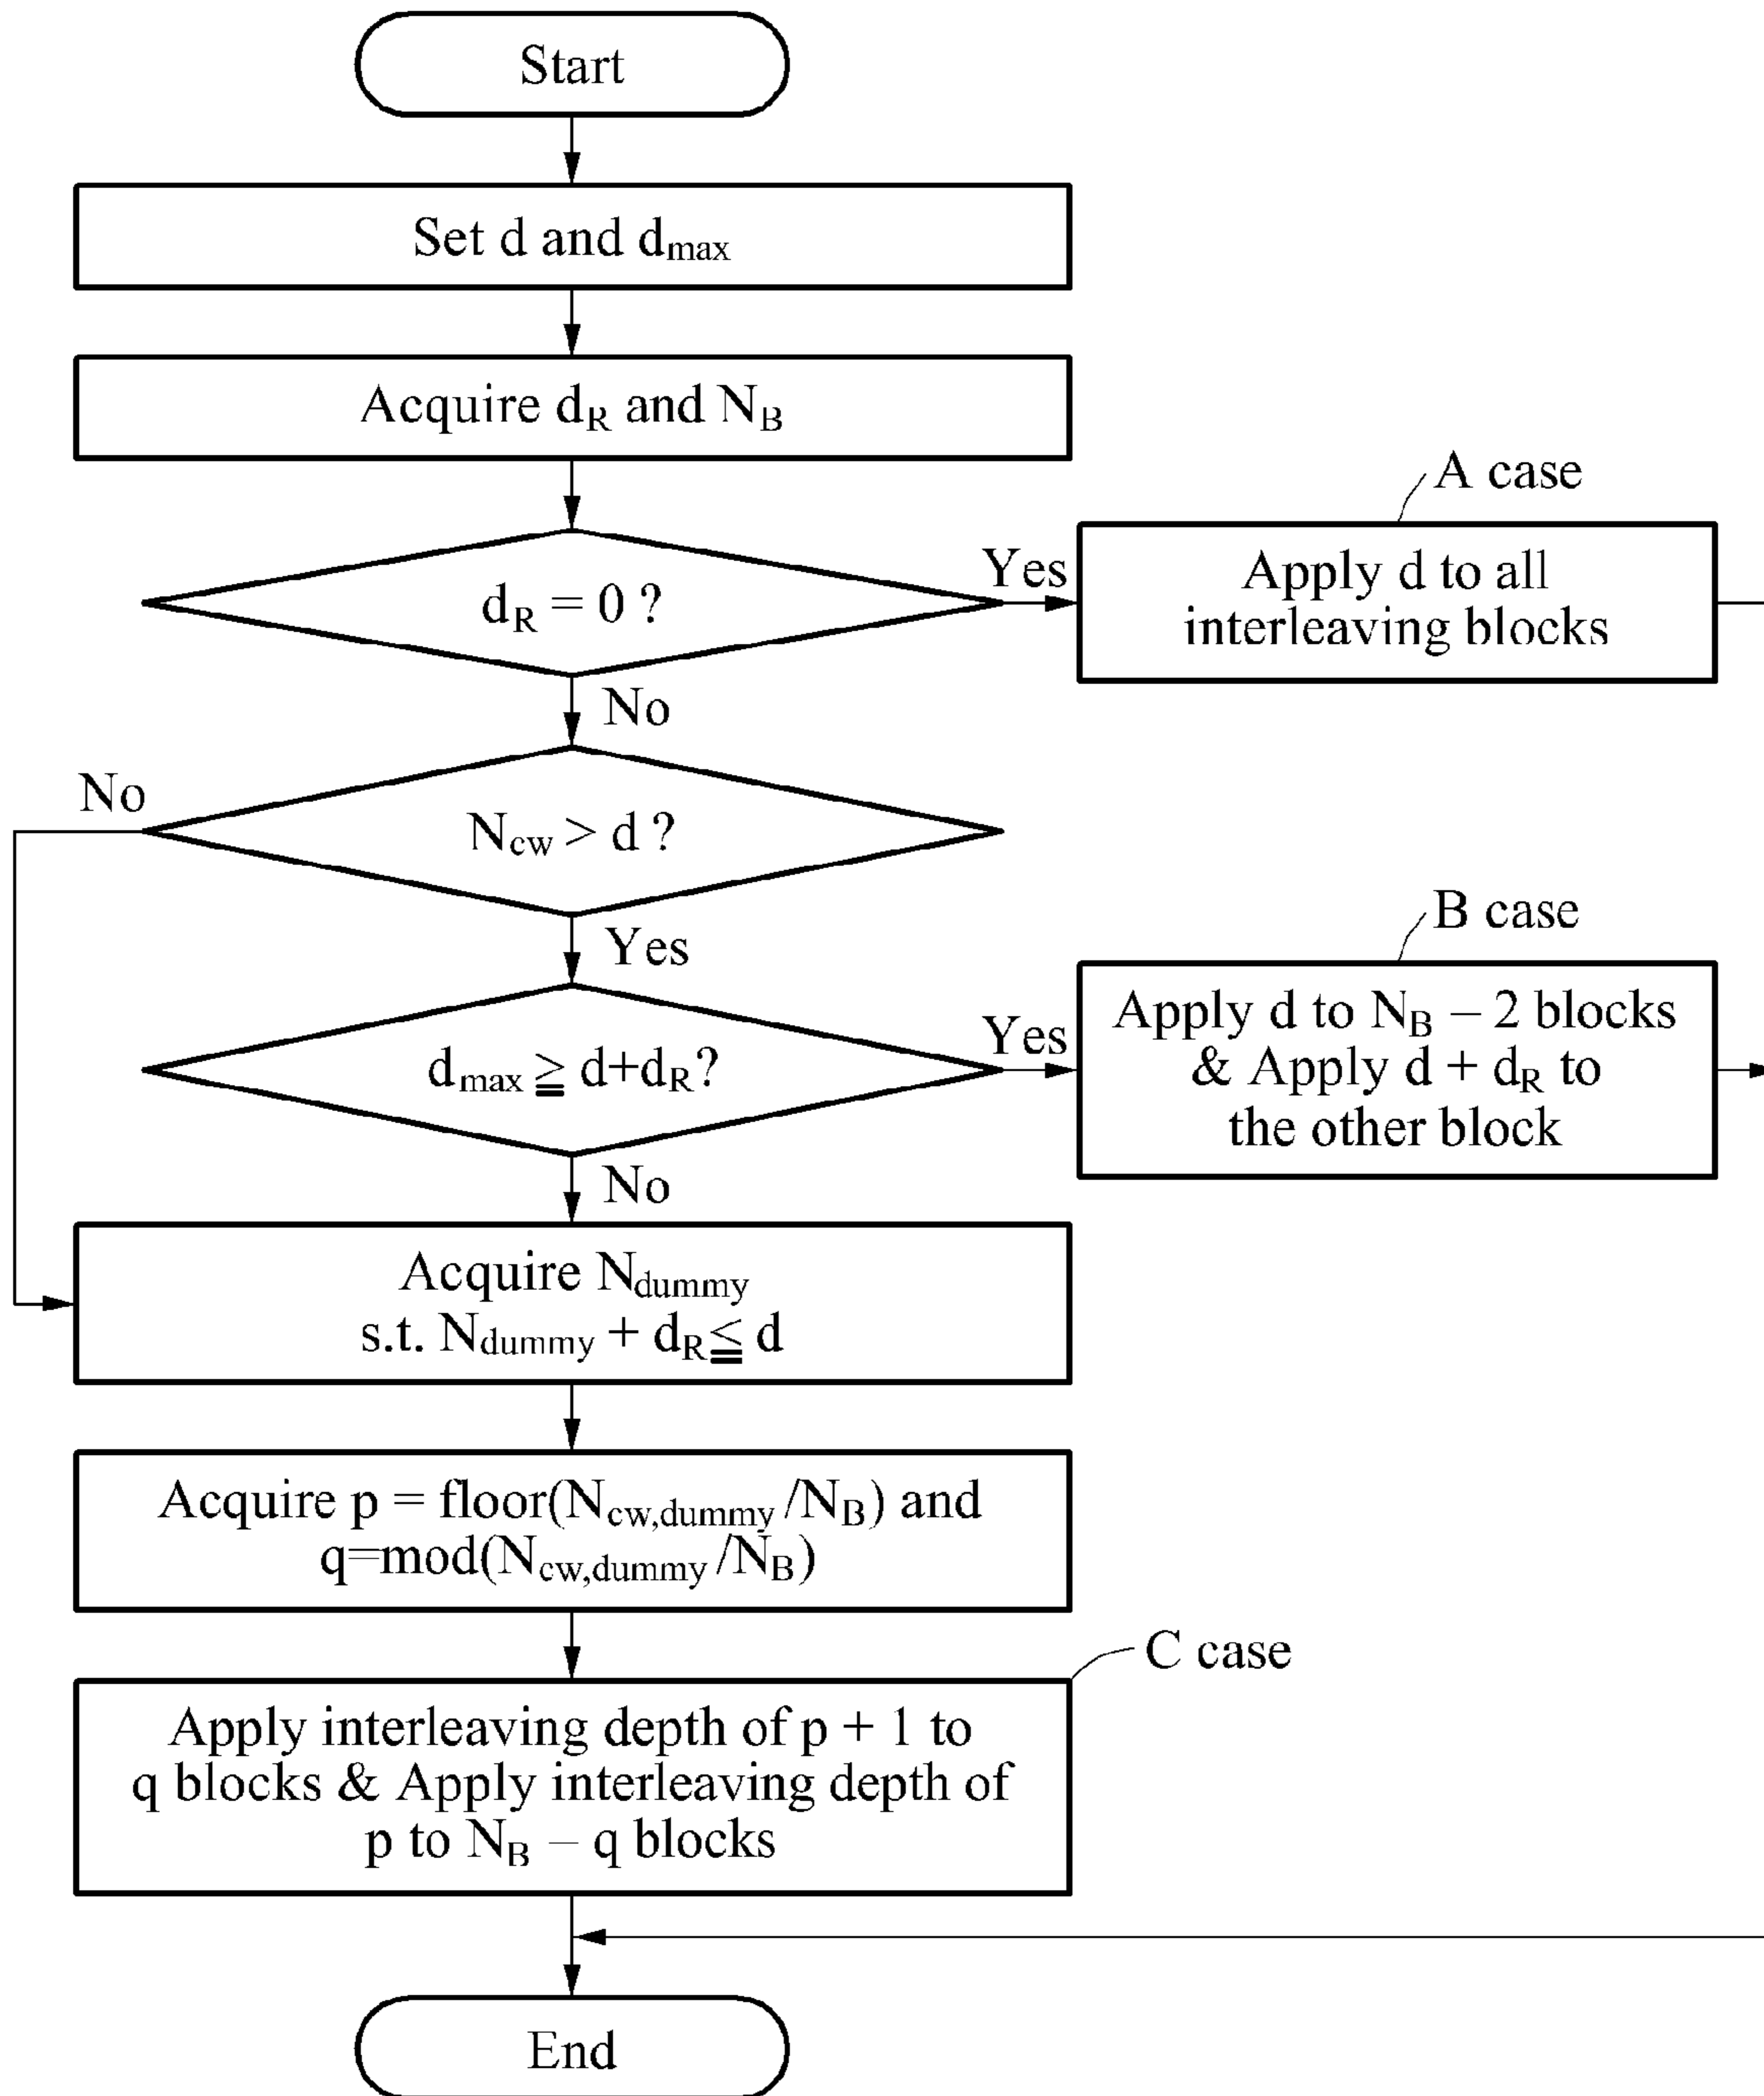 Start
Set d and dmax
Acquire dR and NB
A case
dR = 0 ?
Yes
Apply d to all
interleaving blocks
No
No
Ncw > d ?
B case
Yes
dmax ≧ d+dR?
Yes
Apply d to NB – 2 blocks
& Apply d + dR to
the other block
No
Acquire Ndummy
s.t. Ndummy + dR ≦ d
Acquire p = floor(Ncw,dummy/NB) and
q=mod(Ncw,dummy/NB)
C case
Apply interleaving depth of p + 1 to
q blocks & Apply interleaving depth of
p to NB – q blocks
End